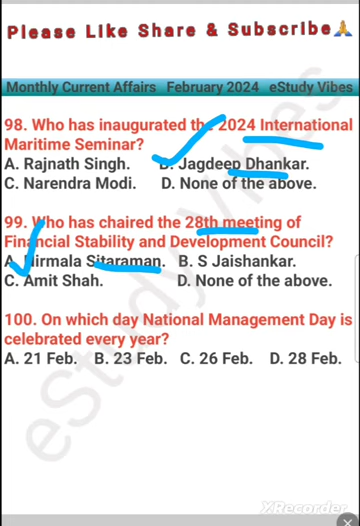 Please Like Share & Subscribe🙏
Monthly Current Affairs February 2024 eStudy Vibes
98. Who has inaugurated the 2024 International
Maritime Seminar?
A. Rajnath Singh. B. Jagdeep Dhankar.
C. Narendra Modi. D. None of the above.
99. Who has chaired the 28th meeting of
Financial Stability and Development Council?
A. Nirmala Sitaraman. B. S Jaishankar.
C. Amit Shah. D. None of the above.
100. On which day National Management Day is
celebrated every year?
A. 21 Feb. B. 23 Feb. C. 26 Feb. D. 28 Feb.
eStudy Vibes
XRecorder